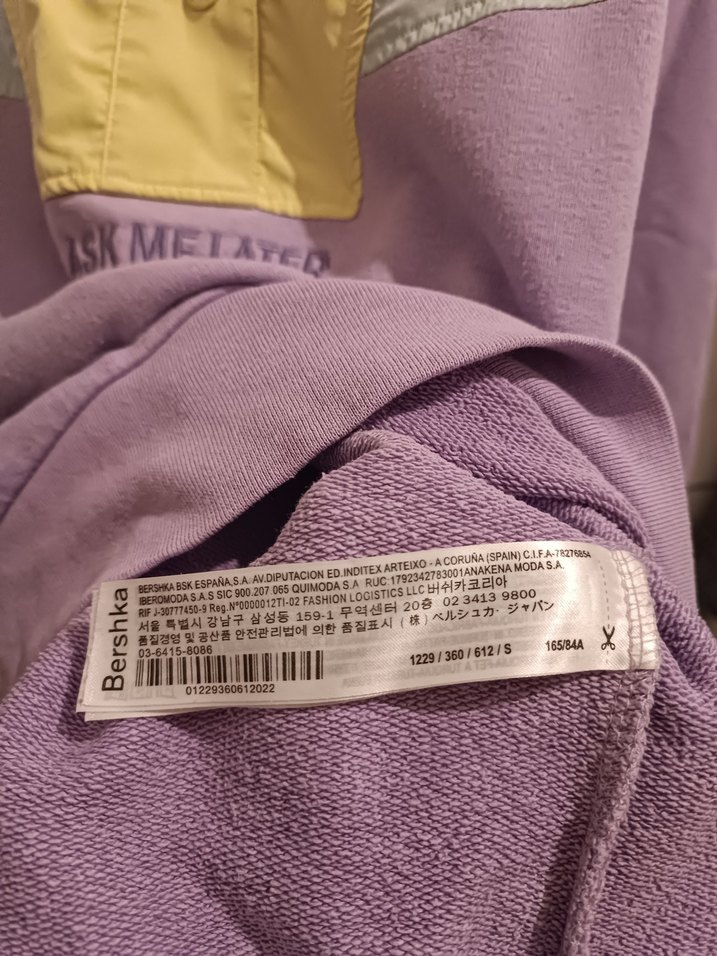 ASK ME LATER
Bershka
BERSHKA BSK ESPAÑA,S.A. AV.DIPUTACION ED.INDITEX ARTEIXO - A CORUÑA (SPAIN) C.I.F.A-78276854
IBEROMODA S.A.S SIC 900.207 065 QUIMODA S.A RUC:1792342783001ANAKENA MODA S.A.
RIF J-30777450-9 Reg.N°0000012TI-02 FASHION LOGISTICS LLC 버쉬카코리아
서울 특별시 강남구 삼성동 159-1 무역센터 20층 02 3413 9800
품질경영 및 공산품 안전관리법에 의한 품질표시 (株) ベルシュカ・ジャパン
03-6415-8086
1229 / 360 / 612 / S 165/84A
01229360612022